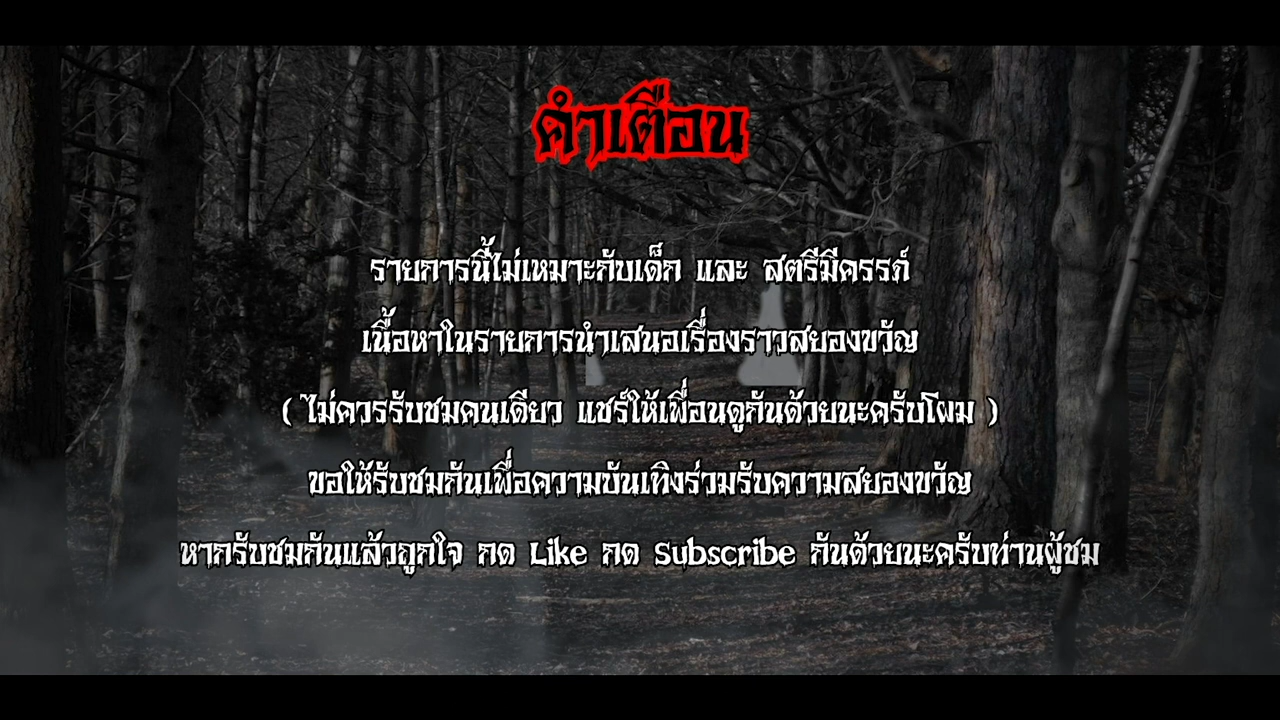 คำเตือน
รายการนี้ไม่เหมาะกับเด็ก และ สตรีมีครรภ์
เนื้อหาในรายการนำเสนอเรื่องราวสยองขวัญ
( ไม่ควรรับชมคนเดียว แชร์ให้เพื่อนดูกันด้วยนะครับโผม )
ขอให้รับชมกันเพื่อความบันเทิงร่วมรับความสยองขวัญ
หากรับชมกันแล้วถูกใจ กด Like กด Subscribe กันด้วยนะครับท่านผู้ชม